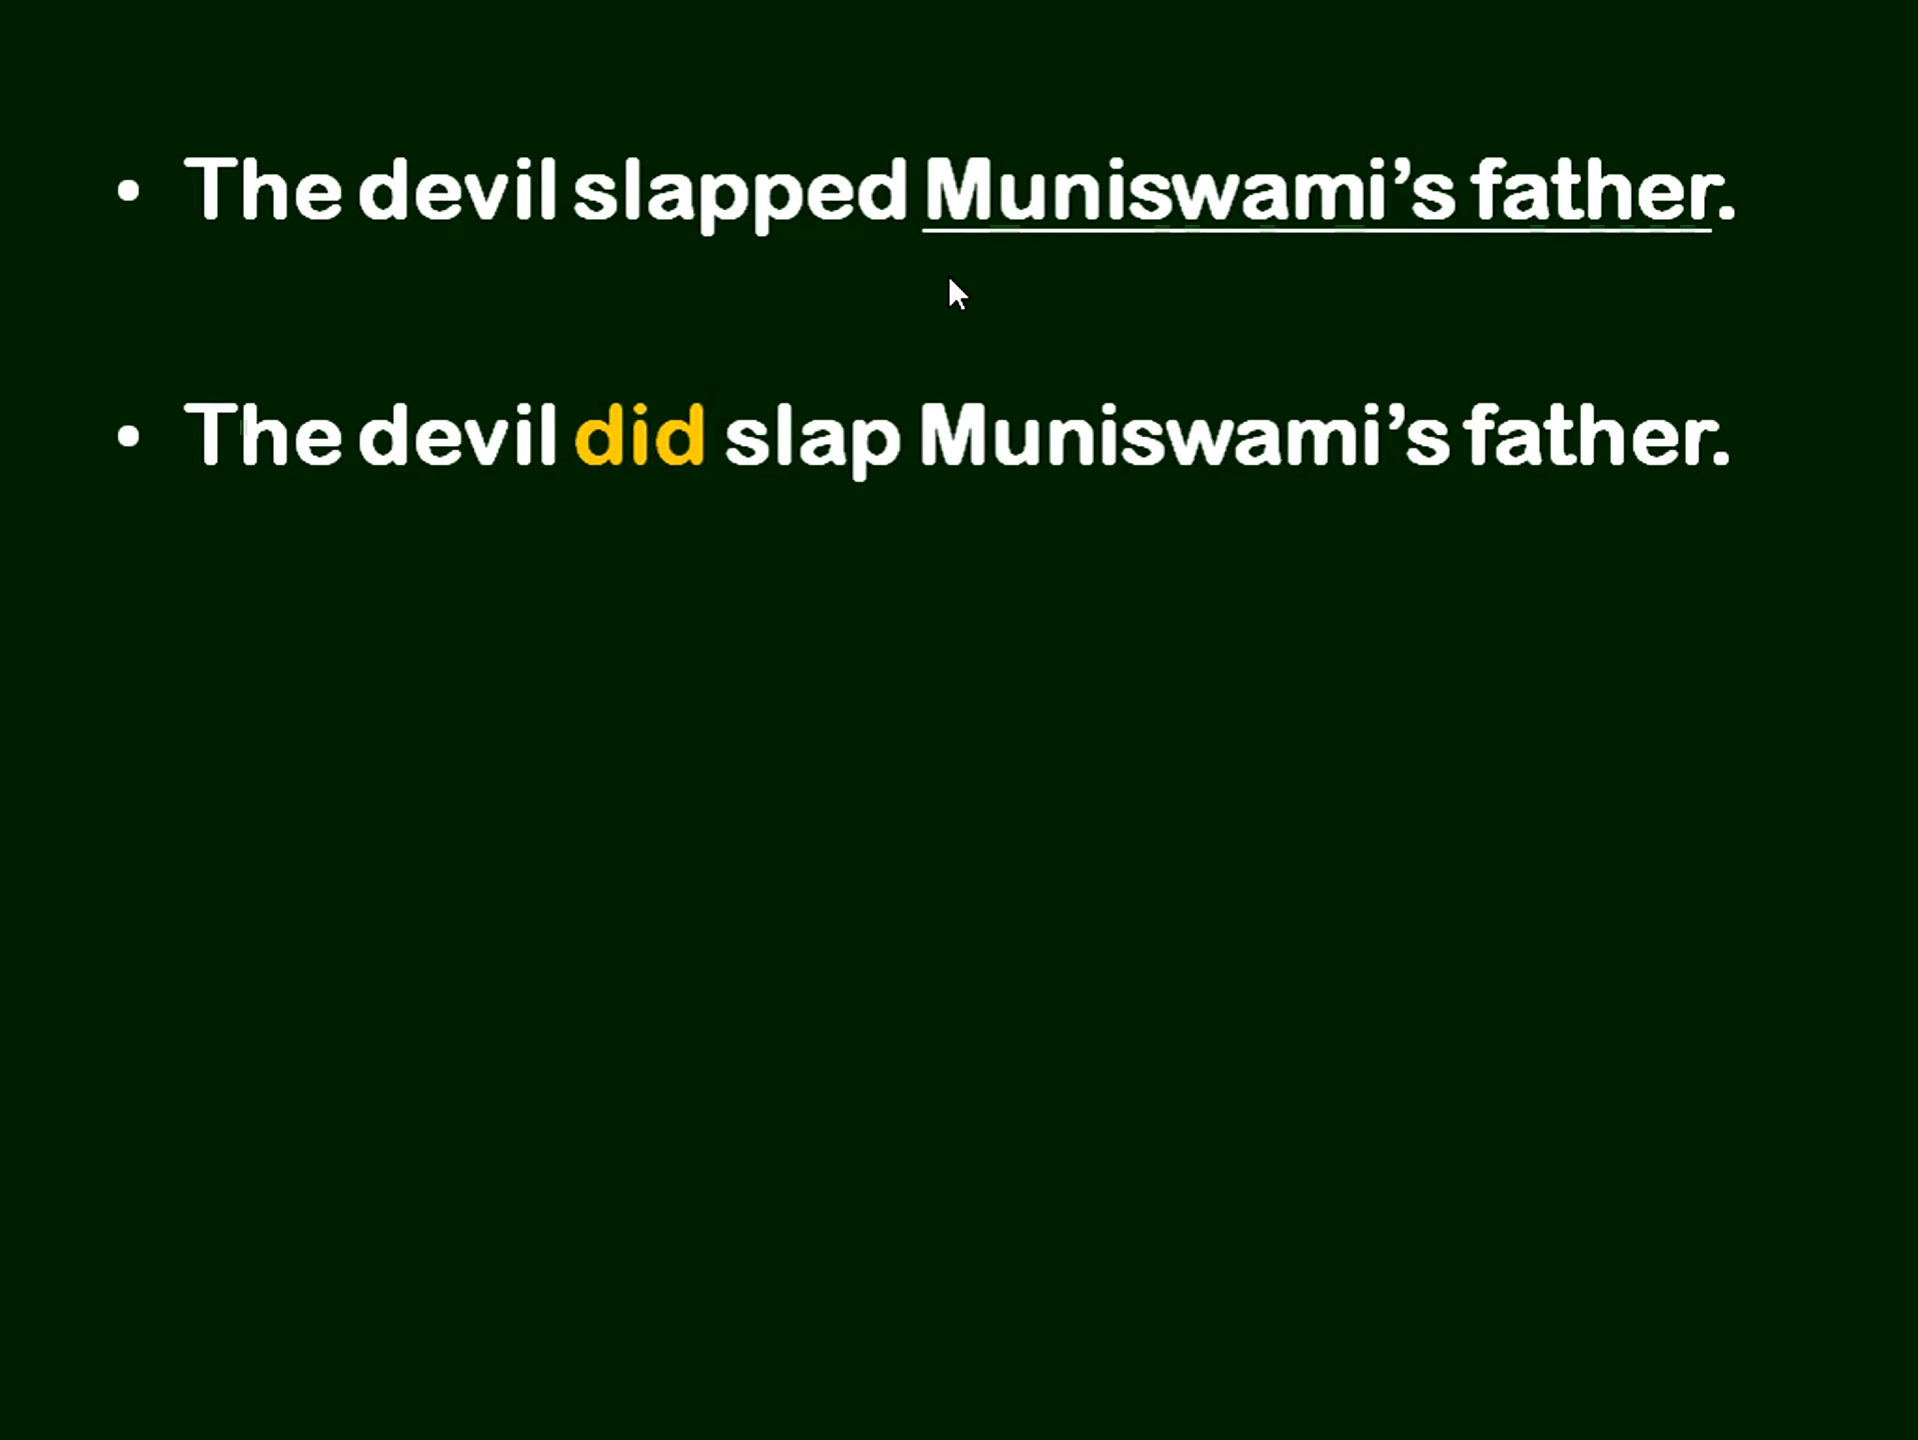 • The devil slapped Muniswami’s father.
• The devil did slap Muniswami’s father.